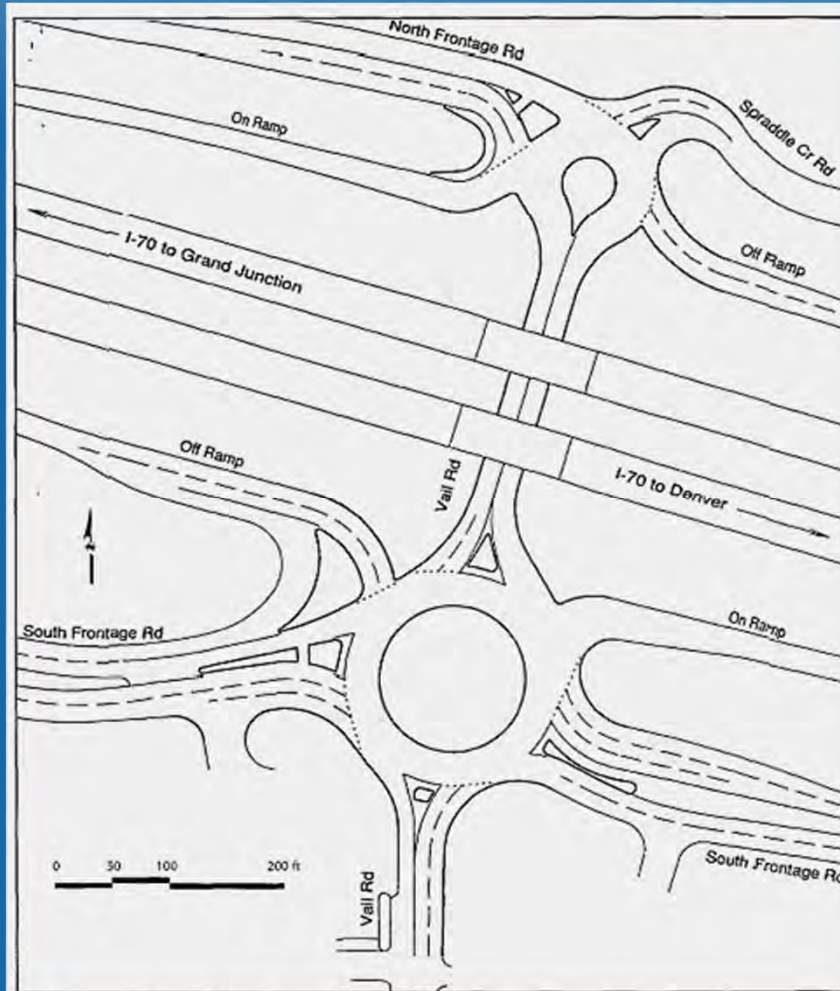 North Frontage Rd
Spraddle Cr Rd
On Ramp
Off Ramp
I-70 to Grand Junction
Off Ramp
Vail Rd
I-70 to Denver
South Frontage Rd
On Ramp
0 50 100 200 ft
Vail Rd
South Frontage Rd